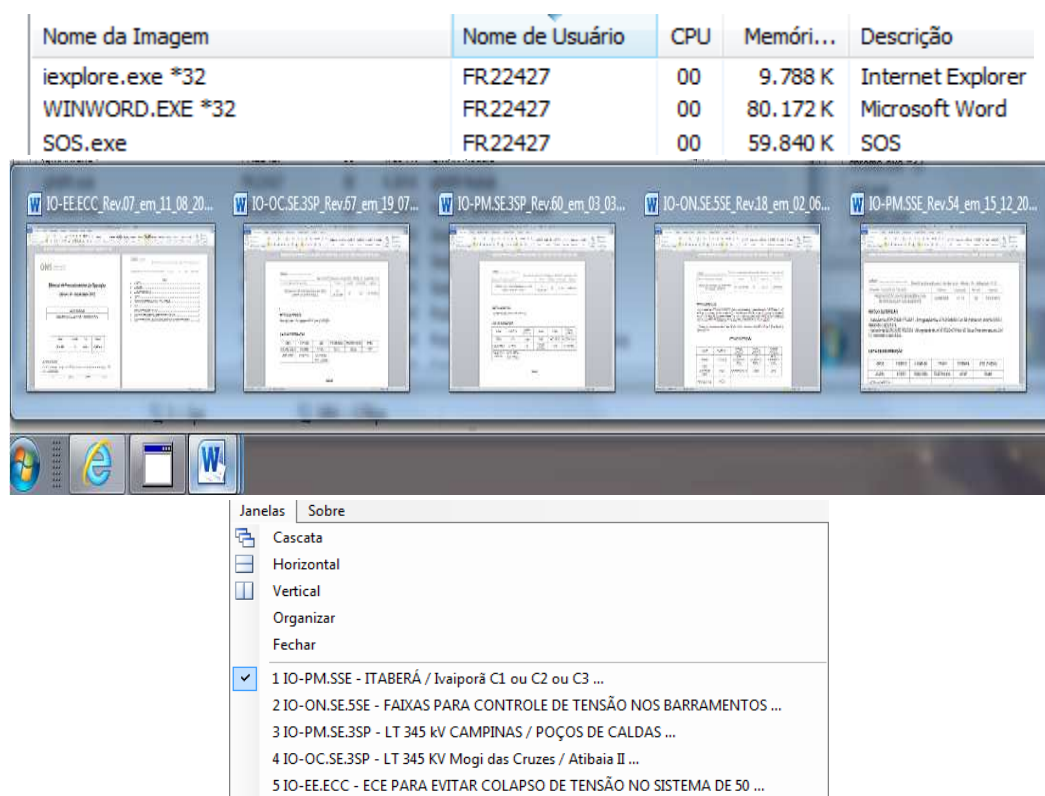 Nome da Imagem Nome de Usuário CPU Memóri... Descrição
iexplore.exe *32 FR22427 00 9.788 K Internet Explorer
WINWORD.EXE *32 FR22427 00 80.172 K Microsoft Word
SOS.exe FR22427 00 59.840 K SOS
IO-EE.ECC_Rev.07_em_11_08_20... IO-OC.SE.3SP_Rev.67_em_19_07... IO-PM.SE.3SP_Rev.60_em_03_03... IO-ON.SE.5SE_Rev.18_em_02_06... IO-PM.SSE_Rev.54_em_15_12_20...
Janelas Sobre
Cascata
Horizontal
Vertical
Organizar
Fechar
1 IO-PM.SSE - ITABERÁ / Ivaiporã C1 ou C2 ou C3 ...
2 IO-ON.SE.5SE - FAIXAS PARA CONTROLE DE TENSÃO NOS BARRAMENTOS ...
3 IO-PM.SE.3SP - LT 345 kV CAMPINAS / POÇOS DE CALDAS ...
4 IO-OC.SE.3SP - LT 345 KV Mogi das Cruzes / Atibaia II ...
5 IO-EE.ECC - ECE PARA EVITAR COLAPSO DE TENSÃO NO SISTEMA DE 50 ...